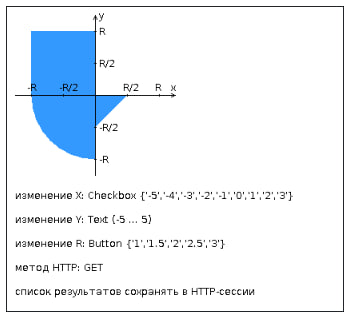 y
R
R/2
-R -R/2 R/2 R x
-R/2
-R
изменение X: Checkbox {'-5','-4','-3','-2','-1','0','1','2','3'}
изменение Y: Text (-5 ... 5)
изменение R: Button {'1','1.5','2','2.5','3'}
метод HTTP: GET
список результатов сохранять в HTTP-сессии